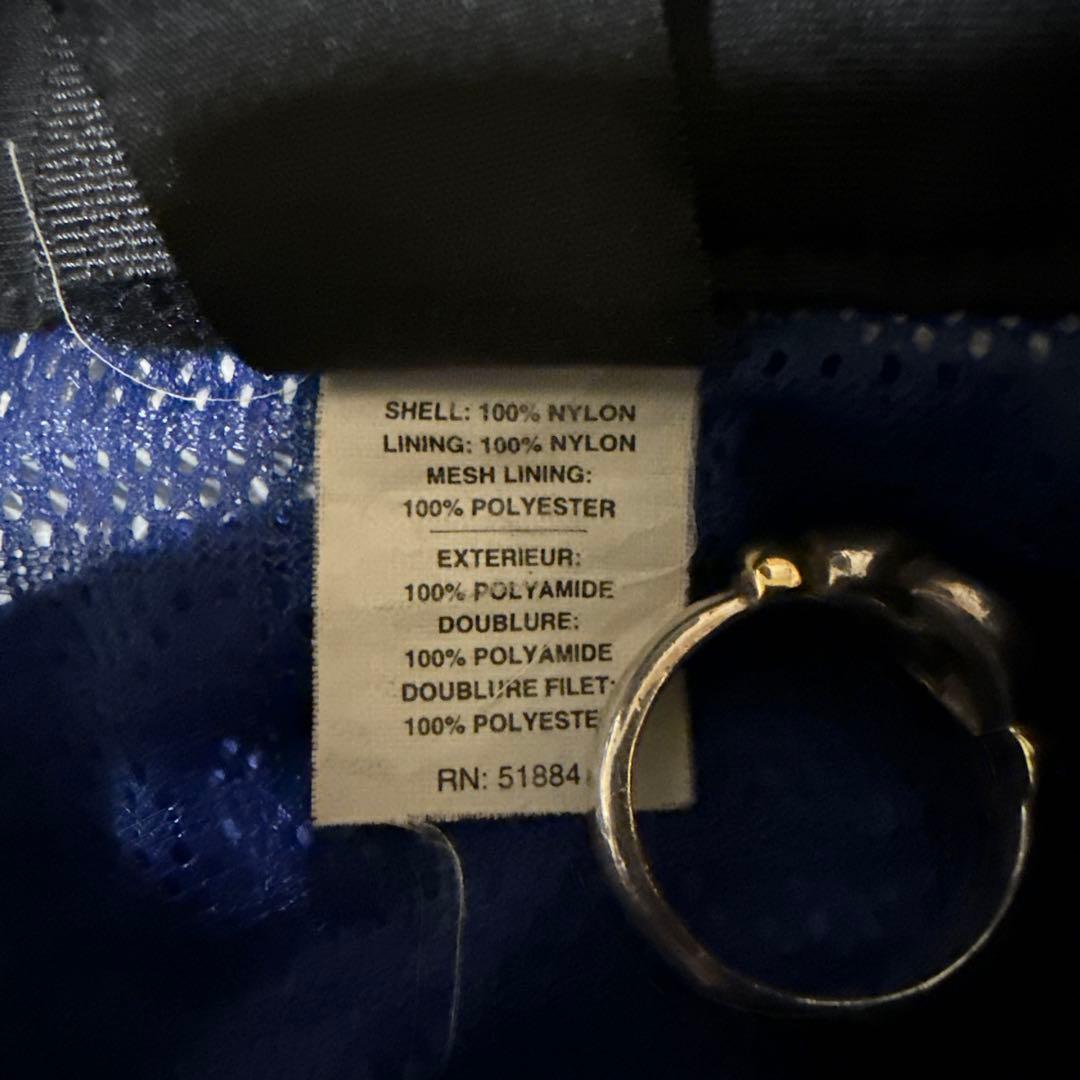 SHELL: 100% NYLON
LINING: 100% NYLON
MESH LINING:
100% POLYESTER
EXTERIEUR:
100% POLYAMIDE
DOUBLURE:
100% POLYAMIDE
DOUBLURE FILET:
100% POLYESTE
RN: 51884